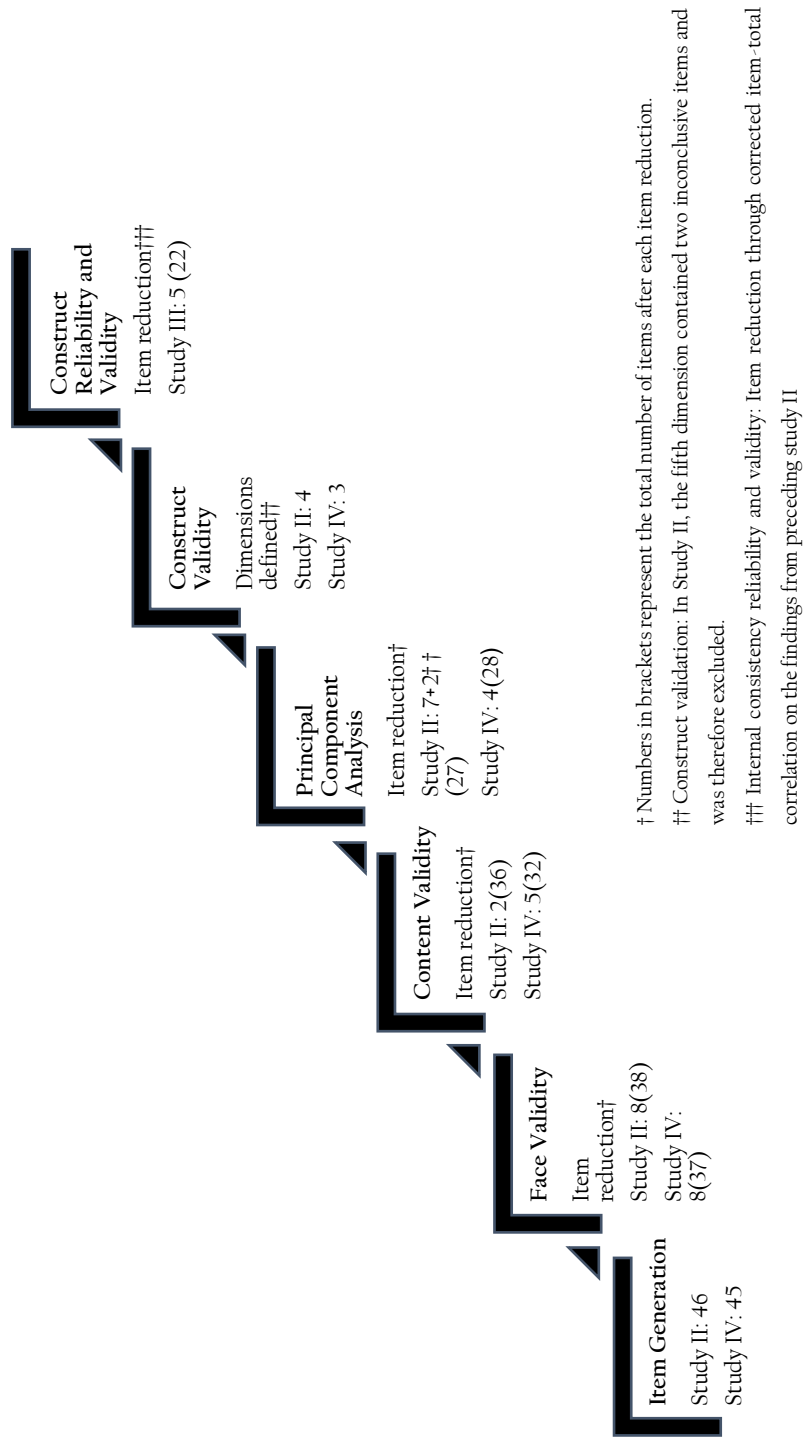 Item Generation
Study II: 46
Study IV: 45
Face Validity
Item
reduction†
Study II: 8(38)
Study IV:
8(37)
Content Validity
Item reduction†
Study II: 2(36)
Study IV: 5(32)
Principal
Component
Analysis
Item reduction†
Study II: 7+2† †
(27)
Study IV: 4(28)
Construct
Validity
Dimensions
defined††
Study II: 4
Study IV: 3
Construct
Reliability and
Validity
Item reduction†††
Study III: 5 (22)
† Numbers in brackets represent the total number of items after each item reduction.
†† Construct validation: In Study II, the fifth dimension contained two inconclusive items and
was therefore excluded.
††† Internal consistency reliability and validity: Item reduction through corrected item-total
correlation on the findings from preceding study II